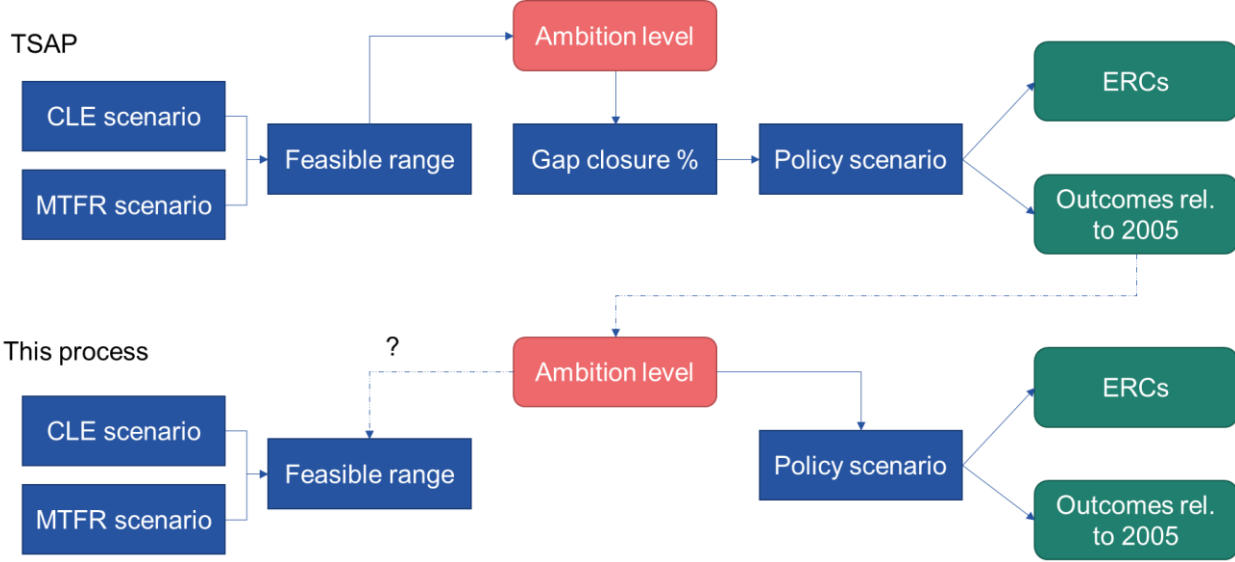 TSAP
Ambition level
CLE scenario
ERCs
Feasible range
Gap closure %
Policy scenario
MTFR scenario
Outcomes rel.
to 2005
This process
?
Ambition level
ERCs
CLE scenario
Feasible range
Policy scenario
MTFR scenario
Outcomes rel.
to 2005